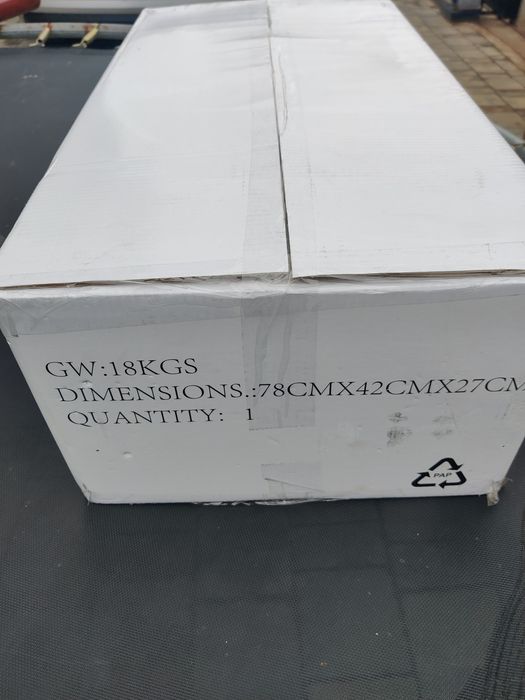 GW:18KGS
DIMENSIONS.:78CMX42CMX27CM
QUANTITY: 1
PAP